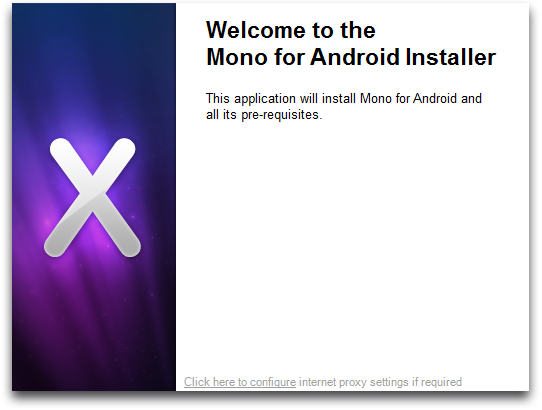 Welcome to the
Mono for Android Installer
This application will install Mono for Android and
all its pre-requisites.
Click here to configure internet proxy settings if required